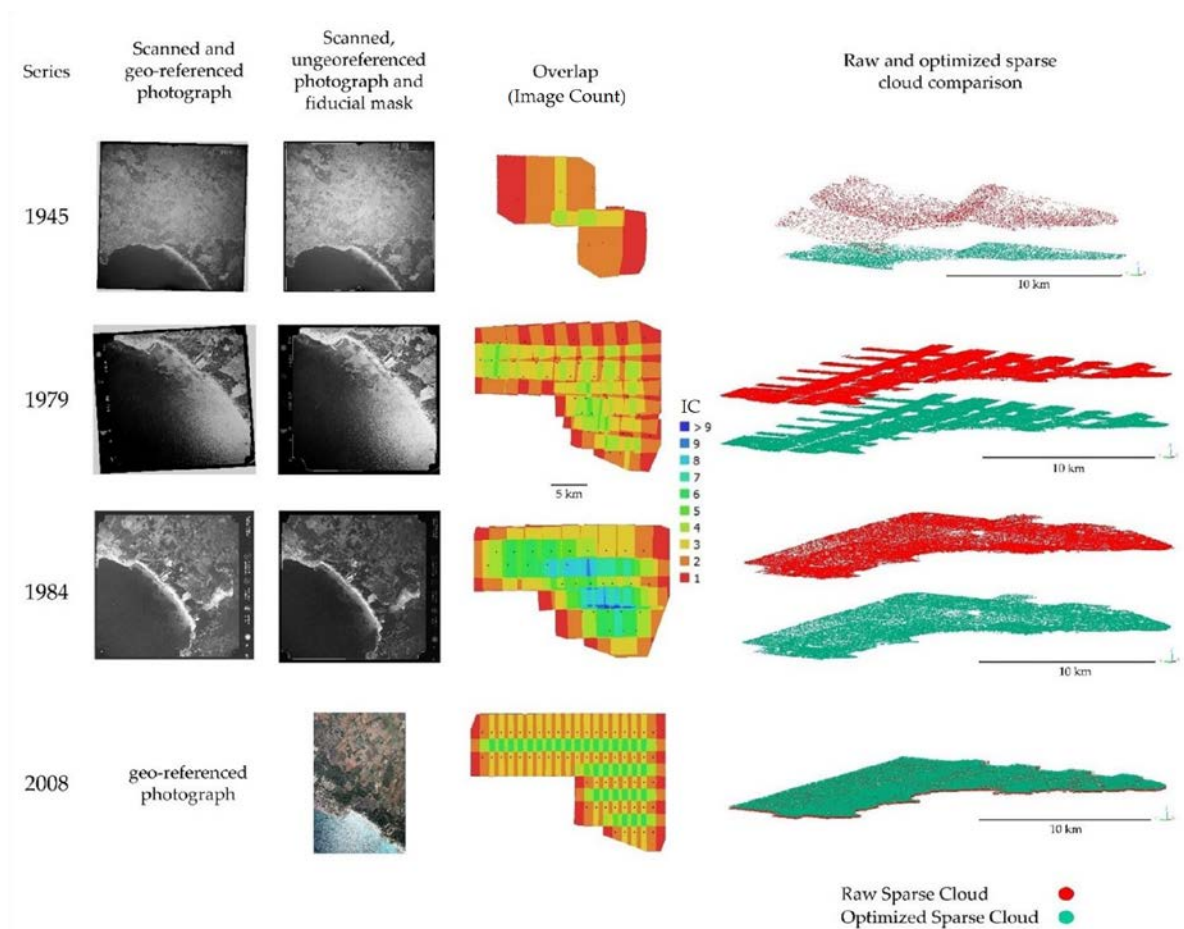 Series
Scanned and
geo-referenced
photograph
Scanned,
ungeoreferenced
photograph and
fiducial mask
Overlap
(Image Count)
Raw and optimized sparse
cloud comparison
1945
10 km
1979
10 km
5 km
IC
> 9
9
8
7
6
5
4
3
2
1
1984
10 km
2008
geo-referenced
photograph
10 km
Raw Sparse Cloud
Optimized Sparse Cloud